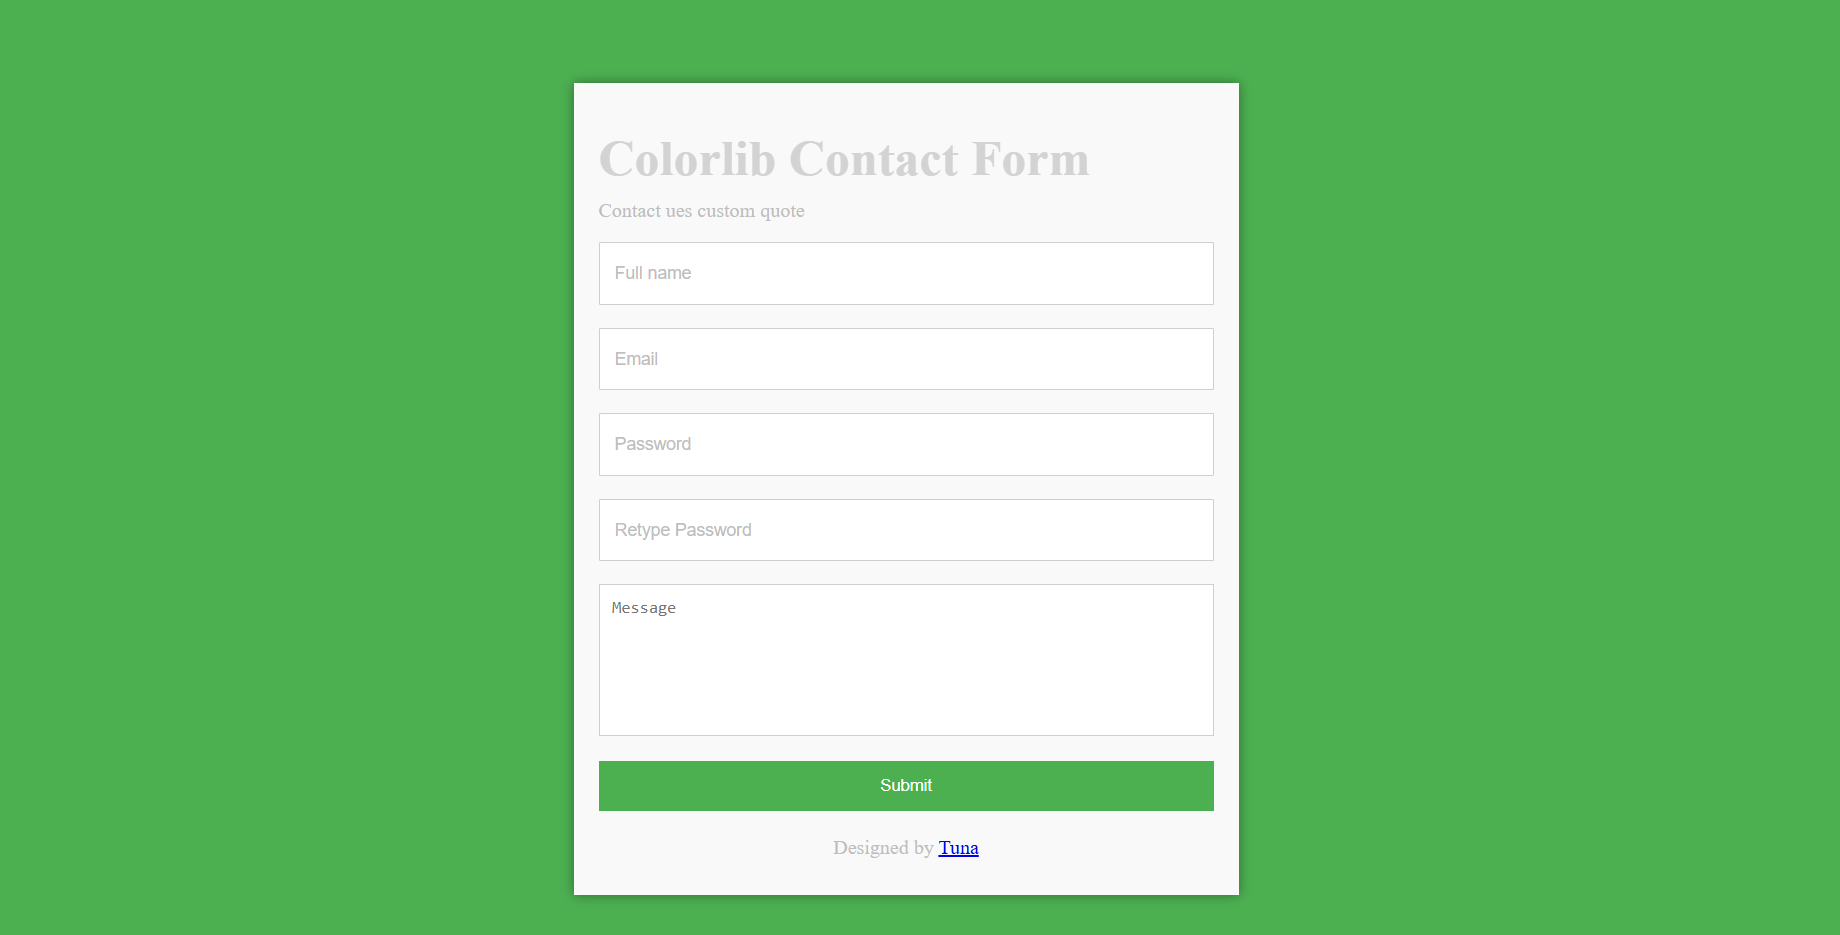 Colorlib Contact Form
Contact ues custom quote
Full name
Email
Password
Retype Password
Message
Submit
Designed by Tuna